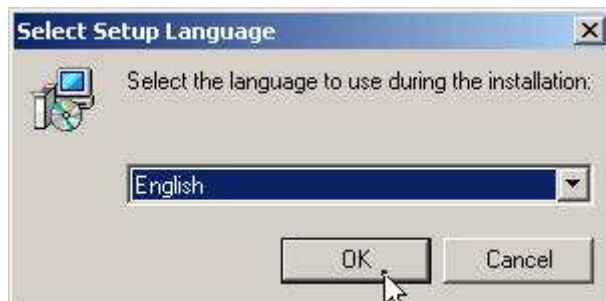 Select Setup Language
Select the language to use during the installation:
English
OK
Cancel